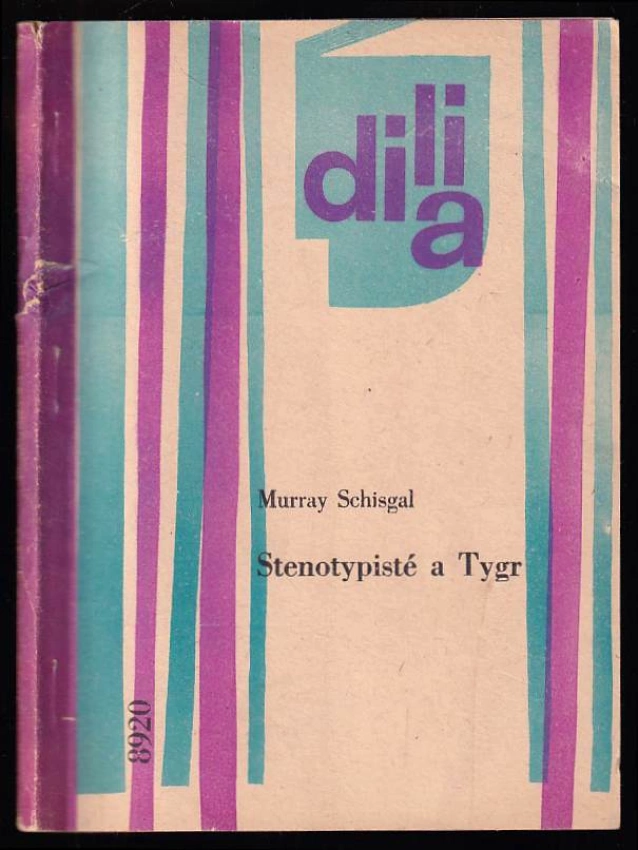 dilia
Murray Schisgal
Stenotypisté a Tygr
8920